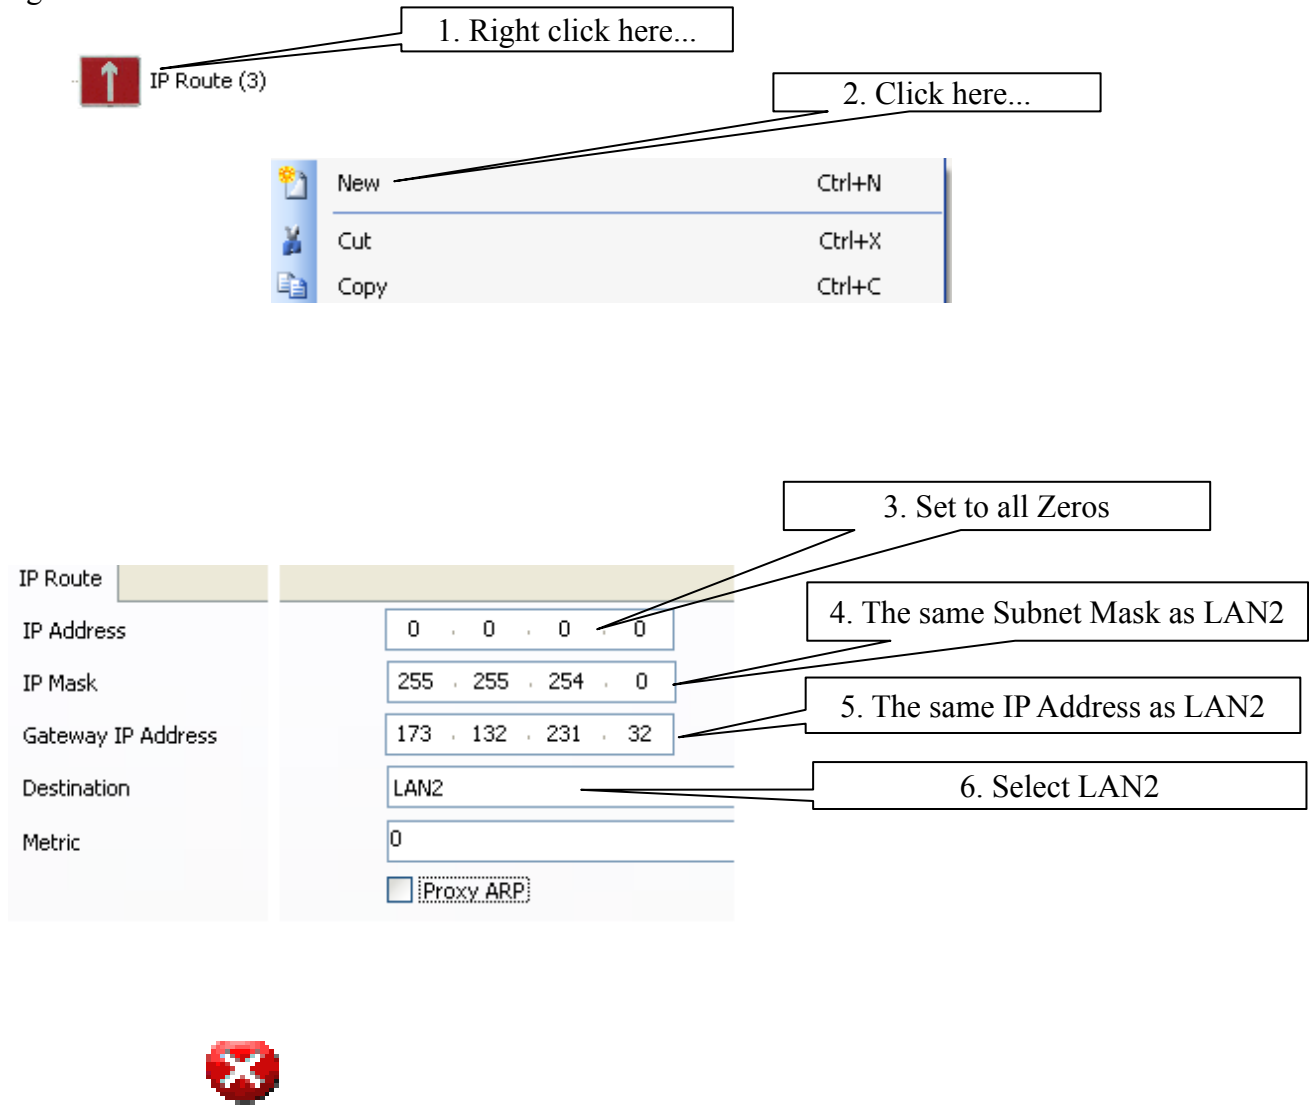 1. Right click here...
IP Route (3)
2. Click here...
New Ctrl+N
Cut Ctrl+X
Copy Ctrl+C
3. Set to all Zeros
IP Route
4. The same Subnet Mask as LAN2
IP Address 0 . 0 . 0 . 0
IP Mask 255 . 255 . 254 . 0
5. The same IP Address as LAN2
Gateway IP Address 173 . 132 . 231 . 32
Destination LAN2
6. Select LAN2
Metric 0
Proxy ARP